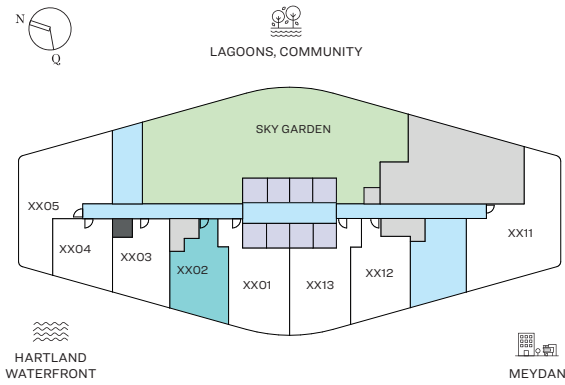 N
Q
LAGOONS, COMMUNITY
SKY GARDEN
XX05
XX04
XX03
XX02
XX01
XX13
XX12
XX11
HARTLAND
WATERFRONT
MEYDAN